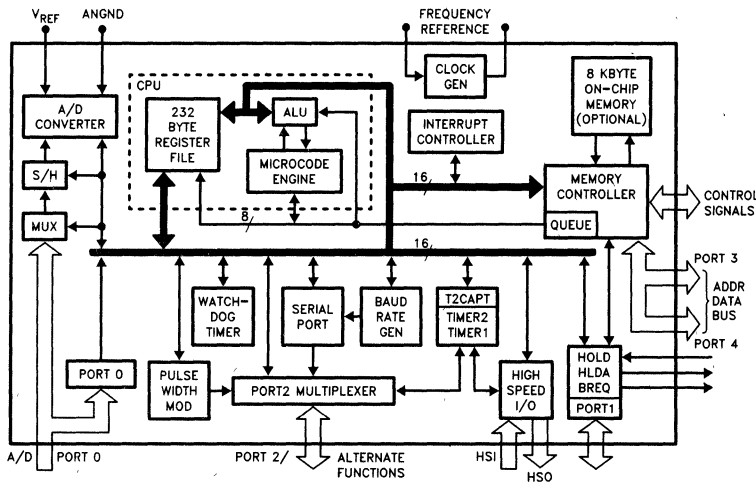 VREF
ANGND
FREQUENCY
REFERENCE
CPU
A/D
CONVERTER
S/H
MUX
232
BYTE
REGISTER
FILE
ALU
MICROCODE
ENGINE
CLOCK
GEN
INTERRUPT
CONTROLLER
8 KBYTE
ON-CHIP
MEMORY
(OPTIONAL)
MEMORY
CONTROLLER
QUEUE
CONTROL
SIGNALS
16
8
16
PORT 3
ADDR
DATA
BUS
PORT 4
WATCH-
DOG
TIMER
SERIAL
PORT
BAUD
RATE
GEN
T2CAPT
TIMER2
TIMER1
PORT 0
PULSE
WIDTH
MOD
PORT2 MULTIPLEXER
HIGH
SPEED
I/O
HOLD
HLDA
BREQ
PORT1
A/D
PORT 0
PORT 2/
ALTERNATE
FUNCTIONS
HSI
HSO